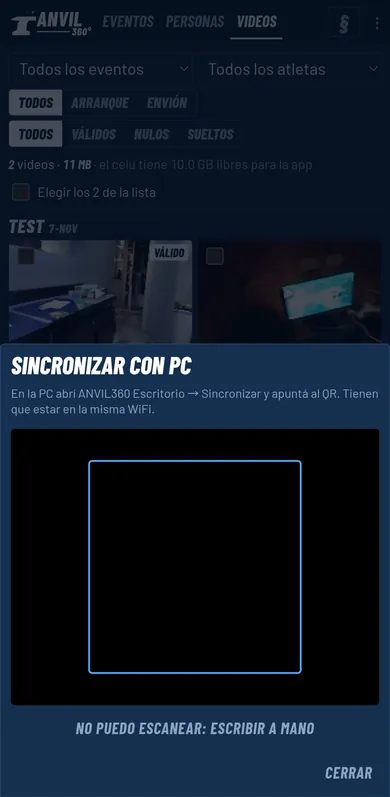 ANVIL 360° EVENTOS PERSONAS VIDEOS §
Todos los eventos Todos los atletas
TODOS ARRANQUE ENVIÓN
TODOS VÁLIDOS NULOS SUELTOS
2 videos · 11 MB · el celu tiene 10.0 GB libres para la app
Elegir los 2 de la lista
TEST 7-NOV
VÁLIDO
SINCRONIZAR CON PC
En la PC abrí ANVIL360 Escritorio → Sincronizar y apuntá al QR. Tienen
que estar en la misma WiFi.
NO PUEDO ESCANEAR: ESCRIBIR A MANO
CERRAR